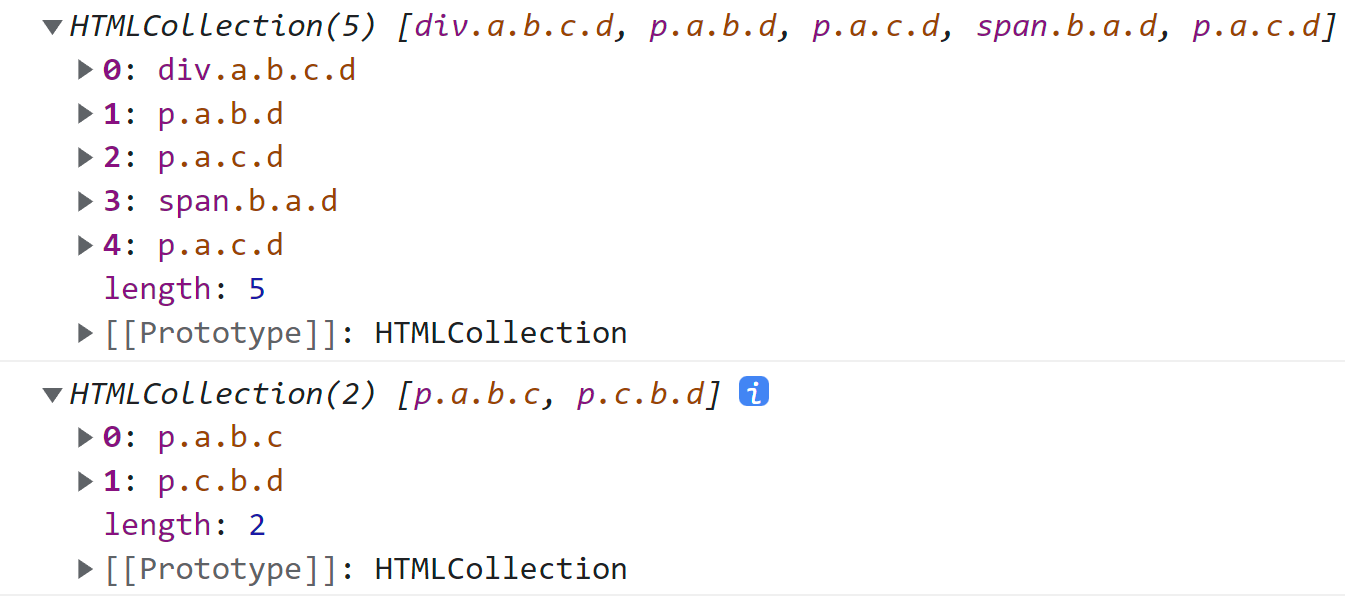 HTMLCollection(5) [div.a.b.c.d, p.a.b.d, p.a.c.d, span.b.a.d, p.a.c.d]
0: div.a.b.c.d
1: p.a.b.d
2: p.a.c.d
3: span.b.a.d
4: p.a.c.d
length: 5
[[Prototype]]: HTMLCollection
HTMLCollection(2) [p.a.b.c, p.c.b.d] i
0: p.a.b.c
1: p.c.b.d
length: 2
[[Prototype]]: HTMLCollection